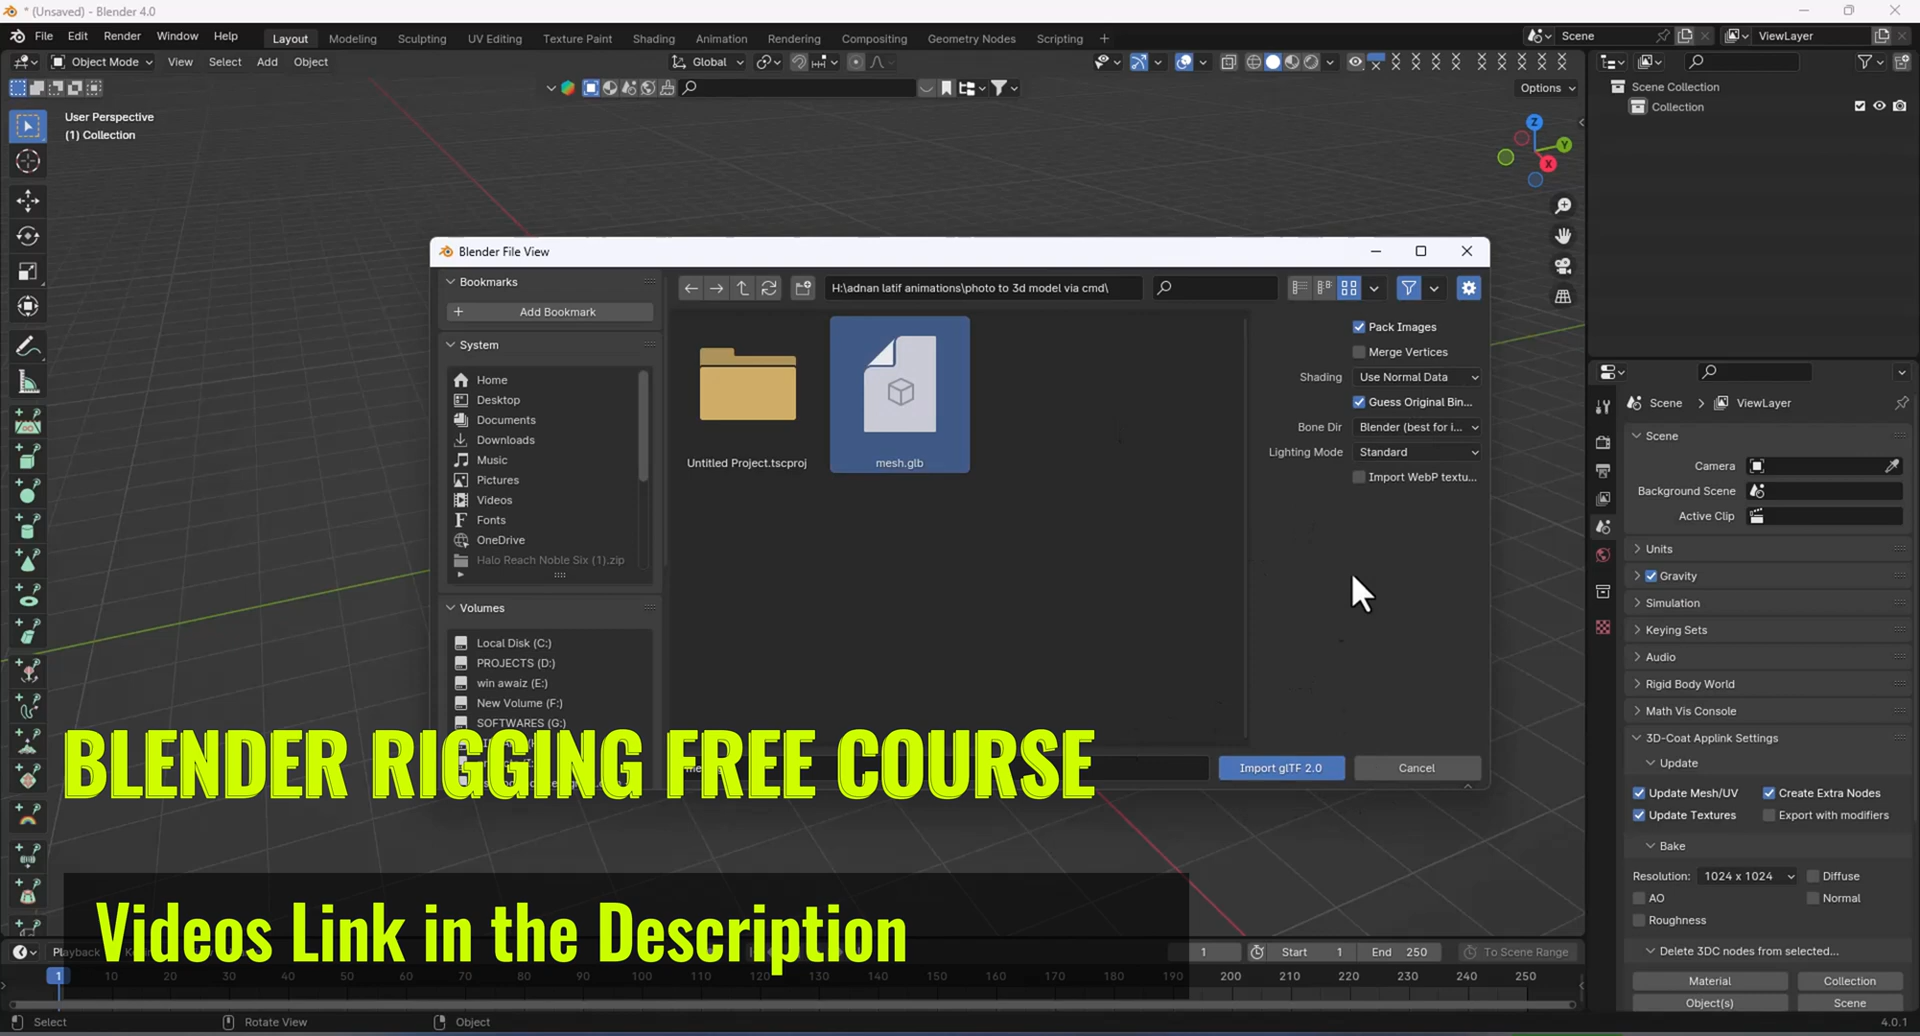 * (Unsaved) - Blender 4.0
File Edit Render Window Help
Layout Modeling Sculpting UV Editing Texture Paint Shading Animation Rendering Compositing Geometry Nodes Scripting +
Scene
ViewLayer
Object Mode View Select Add Object
Global
Options
User Perspective
(1) Collection
Z
Y
X
Scene Collection
Collection
Blender File View
Bookmarks
Add Bookmark
System
Home
Desktop
Documents
Downloads
Music
Pictures
Videos
Fonts
OneDrive
Halo Reach Noble Six (1).zip
Volumes
Local Disk (C:)
PROJECTS (D:)
win awaiz (E:)
New Volume (F:)
SOFTWARES (G:)
H:\adnan latif animations\photo to 3d model via cmd\
Untitled Project.tscproj
mesh.glb
Pack Images
Merge Vertices
Shading Use Normal Data
Guess Original Bin...
Bone Dir Blender (best for i...
Lighting Mode Standard
Import WebP textu...
Import glTF 2.0
Cancel
Scene > ViewLayer
Scene
Camera
Background Scene
Active Clip
Units
Gravity
Simulation
Keying Sets
Audio
Rigid Body World
Math Vis Console
3D-Coat Applink Settings
Update
Update Mesh/UV Create Extra Nodes
Update Textures Export with modifiers
Bake
Resolution: 1024 x 1024 Diffuse
AO Normal
Roughness
Delete 3DC nodes from selected...
Material Collection
Object(s) Scene
BLENDER RIGGING FREE COURSE
Videos Link in the Description
Playback
1 Start 1 End 250 To Scene Range
1 10 20 30 40 50 60 70 80 90 100 110 120 130 140 150 160 170 180 190 200 210 220 230 240 250
Select Rotate View Object
4.0.1